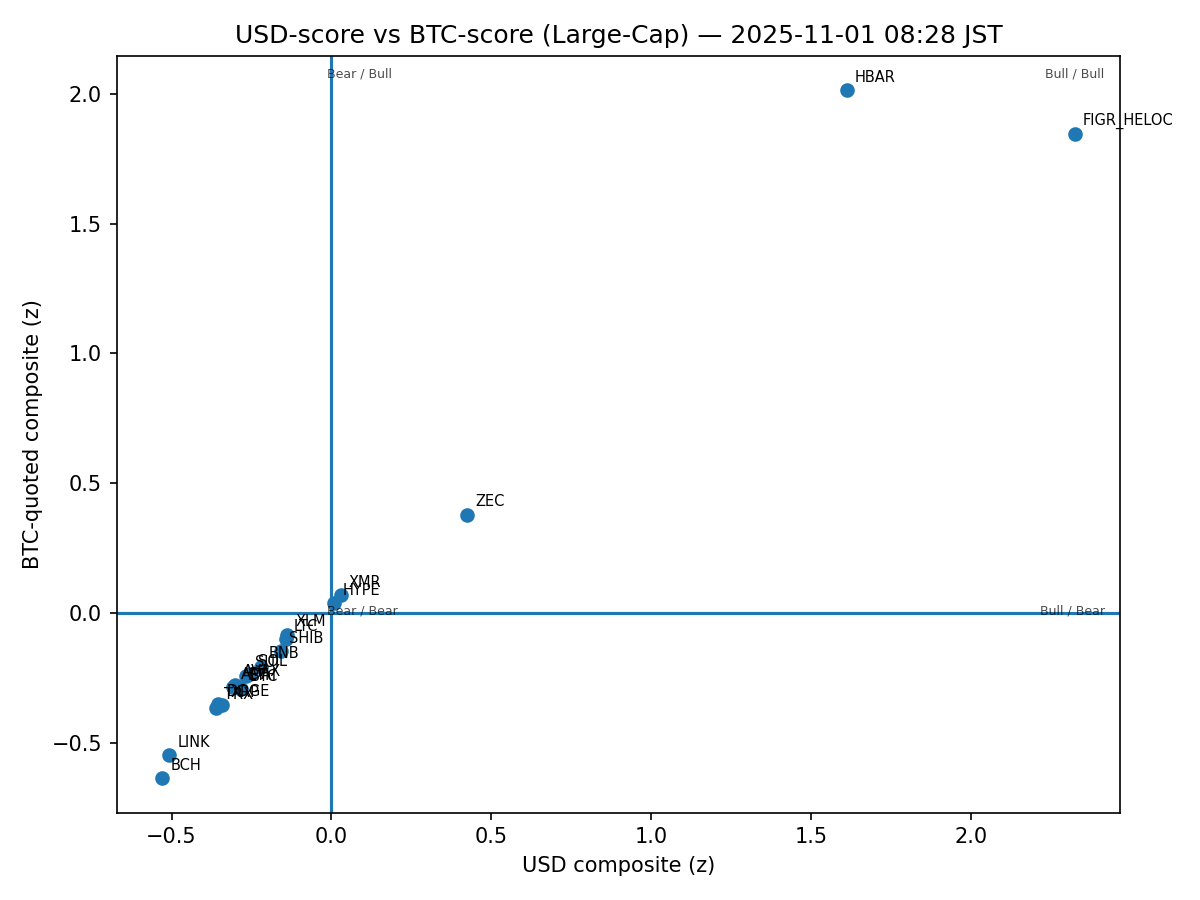 USD-score vs BTC-score (Large-Cap) — 2025-11-01 08:28 JST
Bear / Bull
Bull / Bull
HBAR
FIGR_HELOC
ZEC
XMR
HYPE
Bear / Bear
Bull / Bear
XLM
LTC
SHIB
BNB
SOL
LINK
BCH
2.0
1.5
1.0
0.5
0.0
−0.5
BTC-quoted composite (z)
−0.5
0.0
0.5
1.0
1.5
2.0
USD composite (z)